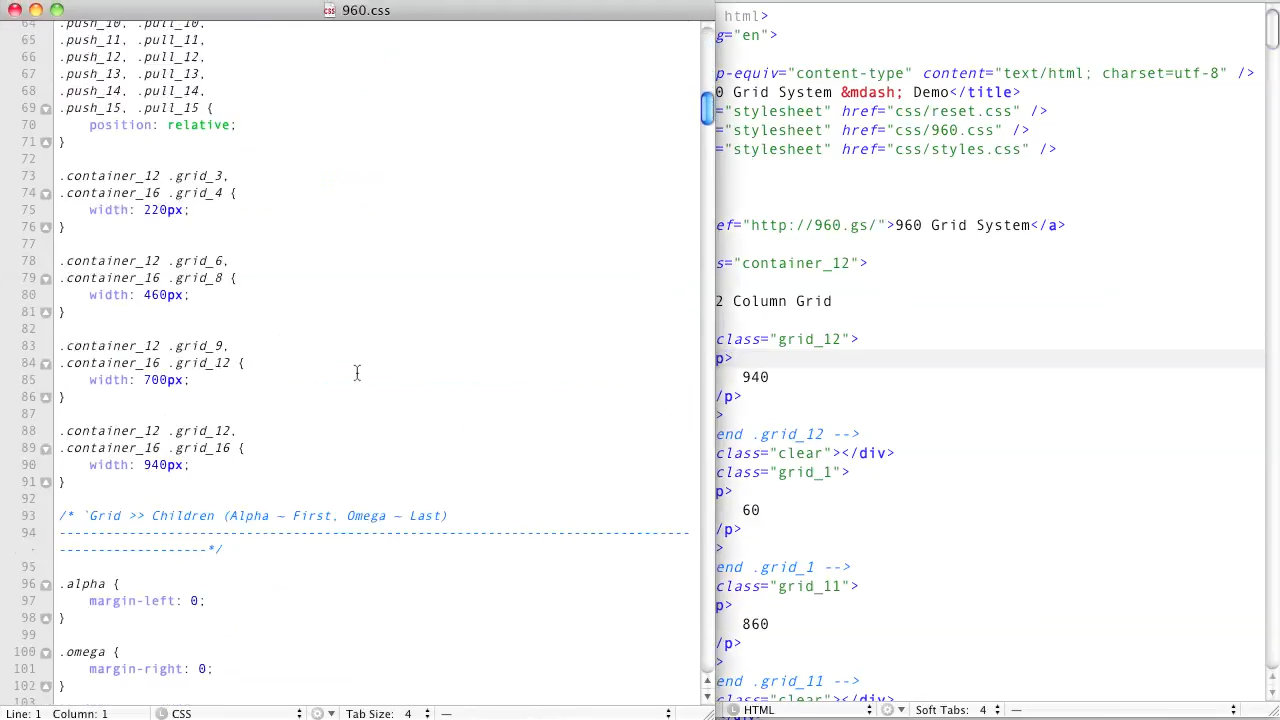 960.css
64 .push_10, .pull_10,
65 .push_11, .pull_11,
66 .push_12, .pull_12,
67 .push_13, .pull_13,
68 .push_14, .pull_14,
69 .push_15, .pull_15 {
70 position: relative;
71 }
72
73 .container_12 .grid_3,
74 .container_16 .grid_4 {
75 width: 220px;
76 }
77
78 .container_12 .grid_6,
79 .container_16 .grid_8 {
80 width: 460px;
81 }
82
83 .container_12 .grid_9,
84 .container_16 .grid_12 {
85 width: 700px;
86 }
87
88 .container_12 .grid_12,
89 .container_16 .grid_16 {
90 width: 940px;
91 }
92
93 /* `Grid >> Children (Alpha ~ First, Omega ~ Last)
94 ----------------------------------------------------------------------------------
-------------------*/
95
96 .alpha {
97 margin-left: 0;
98 }
99
100 .omega {
101 margin-right: 0;
102 }
103
Line: 1 Column: 1 CSS Tab Size: 4 —
html>
g="en">
p-equiv="content-type" content="text/html; charset=utf-8" />
0 Grid System &mdash; Demo</title>
="stylesheet" href="css/reset.css" />
="stylesheet" href="css/960.css" />
="stylesheet" href="css/styles.css" />
ef="http://960.gs/">960 Grid System</a>
s="container_12">
2 Column Grid
class="grid_12">
p>
940
/p>
>
end .grid_12 -->
class="clear"></div>
class="grid_1">
p>
60
/p>
>
end .grid_1 -->
class="grid_11">
p>
860
/p>
>
end .grid_11 -->
class="clear"></div>
HTML Soft Tabs: 4 —